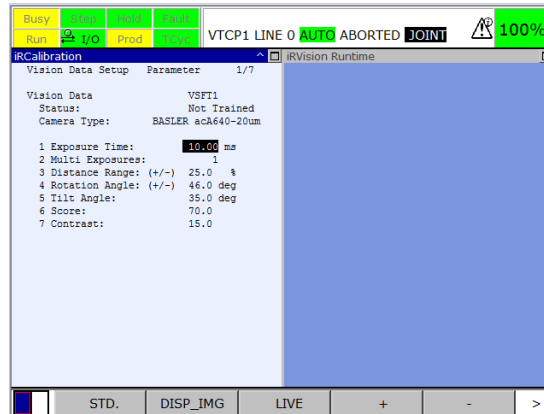 Busy Step Hold Fault
Run I/O Prod TCyc
VTCP1 LINE 0 AUTO ABORTED JOINT
100%
iRCalibration
iRVision Runtime
Vision Data Setup Parameter 1/7
Vision Data VSFT1
Status: Not Trained
Camera Type: BASLER acA640-20um
1 Exposure Time: 10.00 ms
2 Multi Exposures: 1
3 Distance Range: (+/-) 25.0 %
4 Rotation Angle: (+/-) 46.0 deg
5 Tilt Angle: 35.0 deg
6 Score: 70.0
7 Contrast: 15.0
STD. DISP_IMG LIVE + - >